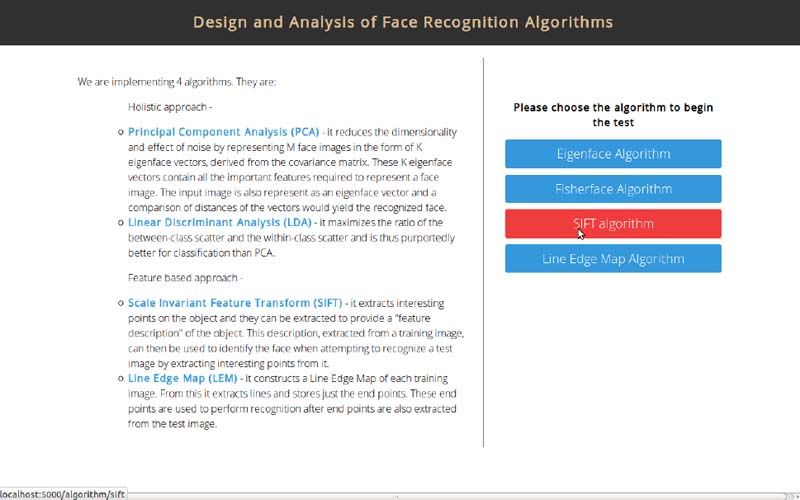 Design and Analysis of Face Recognition Algorithms
We are implementing 4 algorithms. They are:
Holistic approach -
Principal Component Analysis (PCA) - it reduces the dimensionality
and effect of noise by representing M face images in the form of K
eigenface vectors, derived from the covariance matrix. These K eigenface
vectors contain all the important features required to represent a face
image. The input image is also represent as an eigenface vector and a
comparison of distances of the vectors would yield the recognized face.
Linear Discriminant Analysis (LDA) - it maximizes the ratio of the
between-class scatter and the within-class scatter and is thus purportedly
better for classification than PCA.
Feature based approach -
Scale Invariant Feature Transform (SIFT) - it extracts interesting
points on the object and they can be extracted to provide a "feature
description" of the object. This description, extracted from a training image,
can then be used to identify the face when attempting to recognize a test
image by extracting interesting points from it.
Line Edge Map (LEM) - it constructs a Line Edge Map of each training
image. From this it extracts lines and stores just the end points. These end
points are used to perform recognition after end points are also extracted
from the test image.
Please choose the algorithm to begin
the test
Eigenface Algorithm
Fisherface Algorithm
SIFT algorithm
Line Edge Map Algorithm
localhost:5000/algorithm/sift